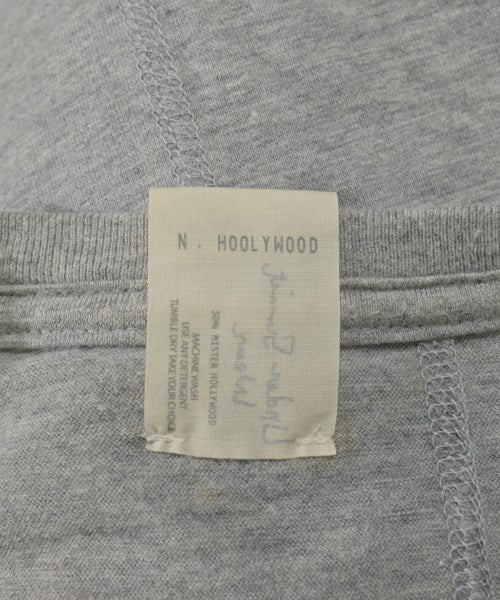 N. HOOLYWOOD
50% MISTER HOLLYWOOD
MACHINE WASH
USE ANY DETERGENT
TUMBLE DRY TAKE YOUR CHOICE